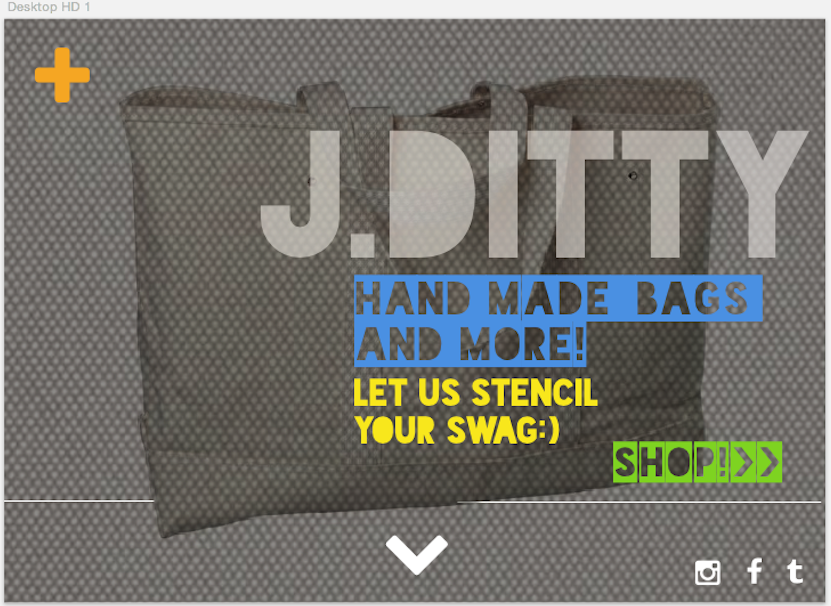 Desktop HD 1
J.DITTY
HAND MADE BAGS
AND MORE!
LET US STENCIL
YOUR SWAG:)
SHOP!>>
f
t